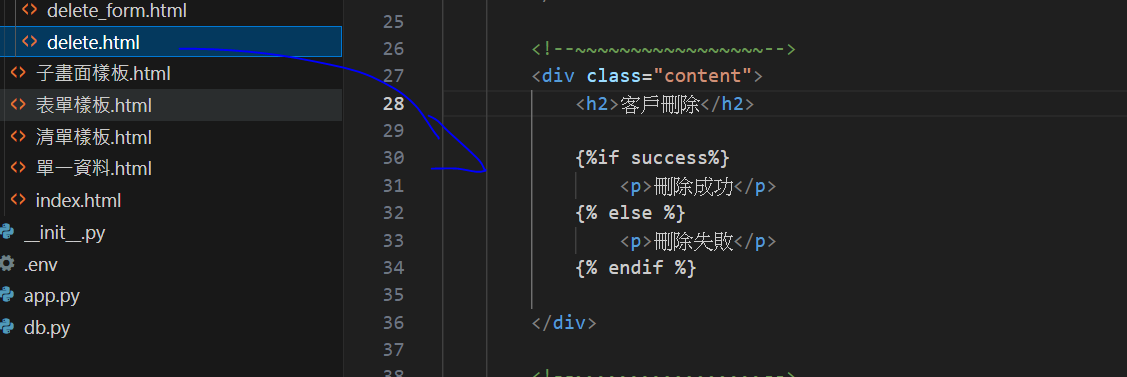 delete_form.html
delete.html
子畫面樣板.html
表單樣板.html
清單樣板.html
單一資料.html
index.html
__init__.py
.env
app.py
db.py
25
26 <!--~~~~~~~~~~~~~~~~~-->
27 <div class="content">
28 <h2>客戶刪除</h2>
29
30 {%if success%}
31 <p>刪除成功</p>
32 {% else %}
33 <p>刪除失敗</p>
34 {% endif %}
35
36 </div>
37
38